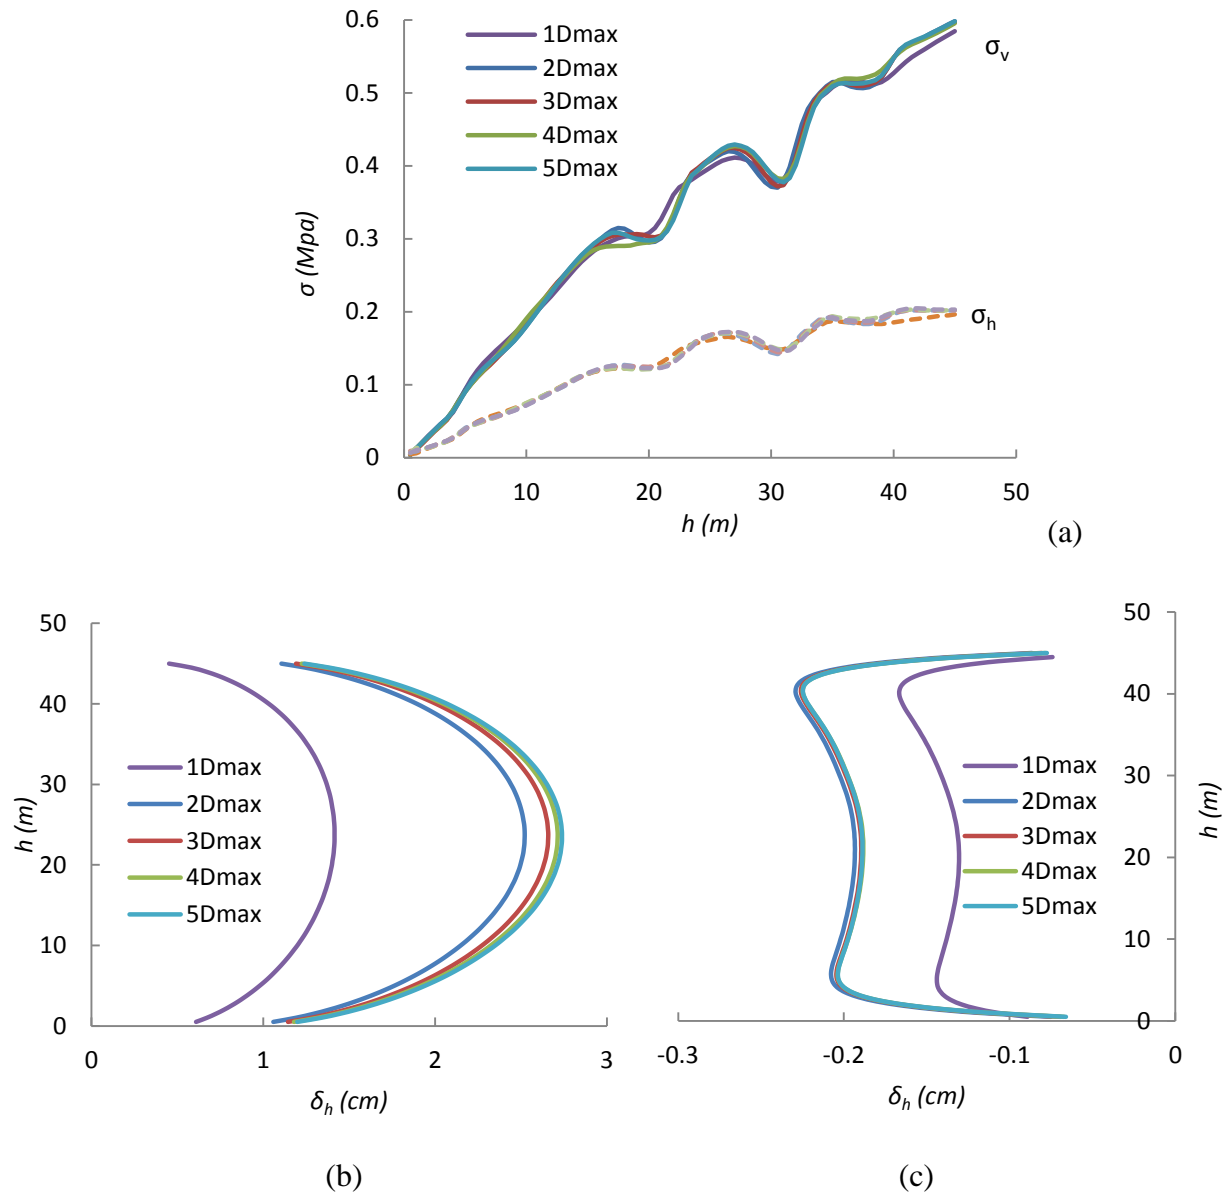 0.6
0.5
0.4
0.3
0.2
0.1
0
σ (Mpa)
1Dmax
2Dmax
3Dmax
4Dmax
5Dmax
σv
σh
0 10 20 30 40 50
h (m)
(a)
50
40
30
20
10
0
h (m)
1Dmax
2Dmax
3Dmax
4Dmax
5Dmax
0 1 2 3
δh (cm)
(b)
50
40
30
20
10
0
h (m)
1Dmax
2Dmax
3Dmax
4Dmax
5Dmax
-0.3 -0.2 -0.1 0
δh (cm)
(c)